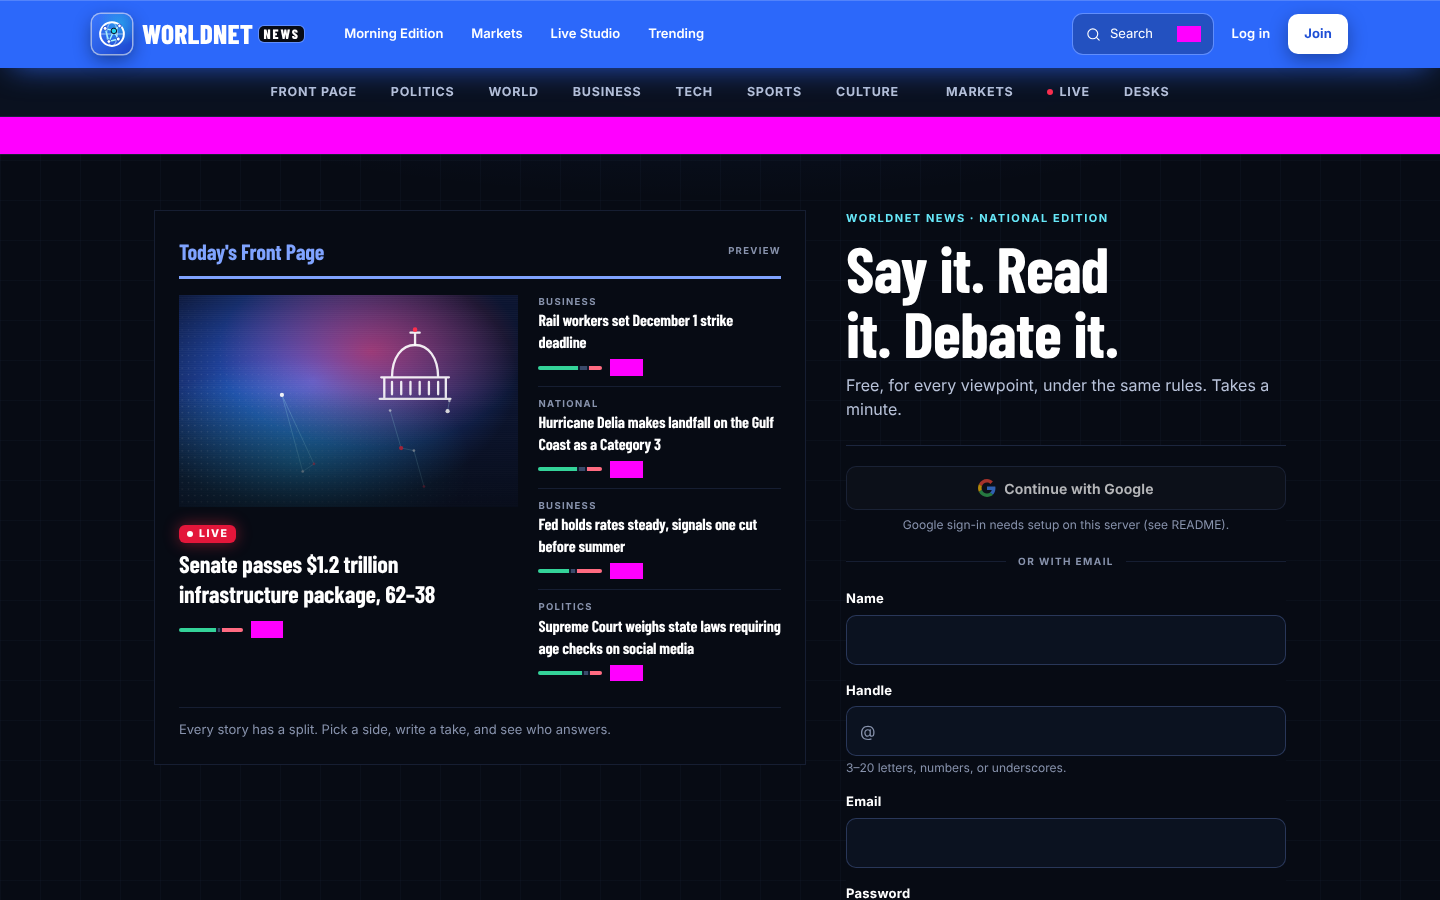 WORLDNET NEWS
Morning Edition
Markets
Live Studio
Trending
Search
Log in
Join
FRONT PAGE
POLITICS
WORLD
BUSINESS
TECH
SPORTS
CULTURE
MARKETS
LIVE
DESKS
Today's Front Page
PREVIEW
LIVE
Senate passes $1.2 trillion
infrastructure package, 62–38
BUSINESS
Rail workers set December 1 strike
deadline
NATIONAL
Hurricane Delia makes landfall on the Gulf
Coast as a Category 3
BUSINESS
Fed holds rates steady, signals one cut
before summer
POLITICS
Supreme Court weighs state laws requiring
age checks on social media
Every story has a split. Pick a side, write a take, and see who answers.
WORLDNET NEWS · NATIONAL EDITION
Say it. Read
it. Debate it.
Free, for every viewpoint, under the same rules. Takes a
minute.
Continue with Google
Google sign-in needs setup on this server (see README).
OR WITH EMAIL
Name
Handle
@
3–20 letters, numbers, or underscores.
Email
Password